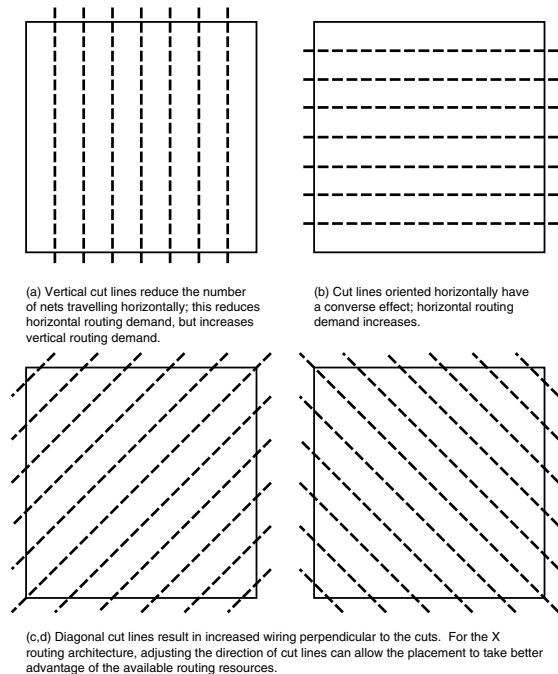 (a) Vertical cut lines reduce the number
of nets travelling horizontally; this reduces
horizontal routing demand, but increases
vertical routing demand.
(b) Cut lines oriented horizontally have
a converse effect; horizontal routing
demand increases.
(c,d) Diagonal cut lines result in increased wiring perpendicular to the cuts. For the X
routing architecture, adjusting the direction of cut lines can allow the placement to take better
advantage of the available routing resources.